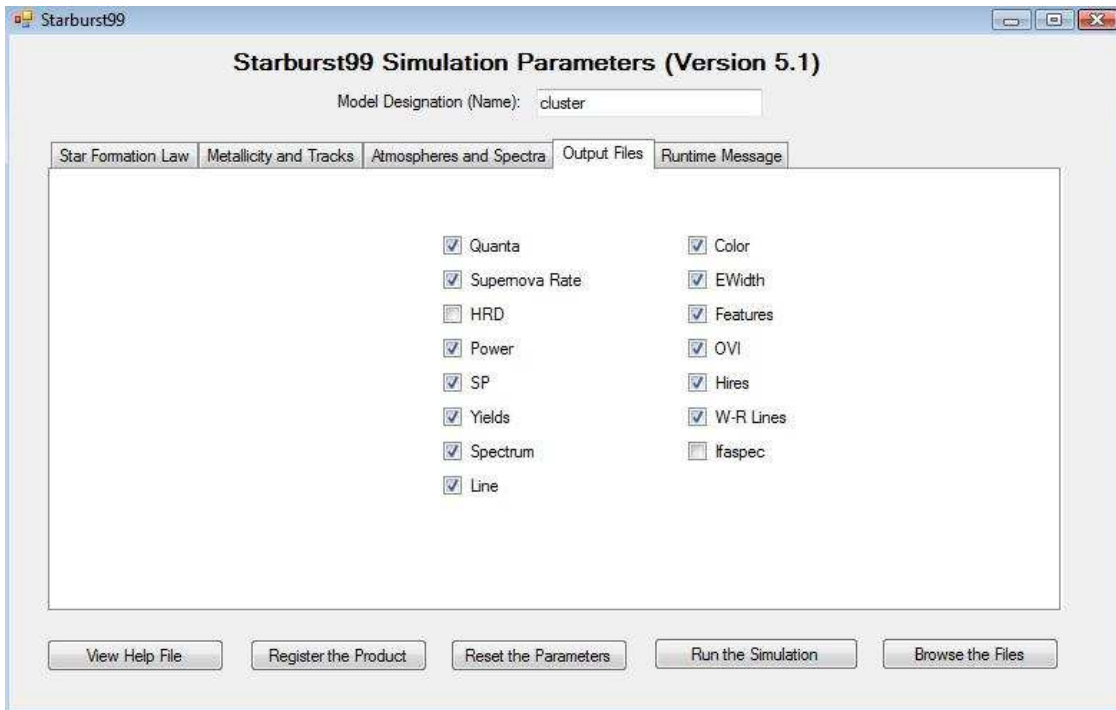 Starburst99
Starburst99 Simulation Parameters (Version 5.1)
Model Designation (Name): cluster
Star Formation Law Metallicity and Tracks Atmospheres and Spectra Output Files Runtime Message
Quanta Color
Supernova Rate EWidth
HRD Features
Power OVI
SP Hires
Yields W-R Lines
Spectrum Ifaspec
Line
View Help File Register the Product Reset the Parameters Run the Simulation Browse the Files